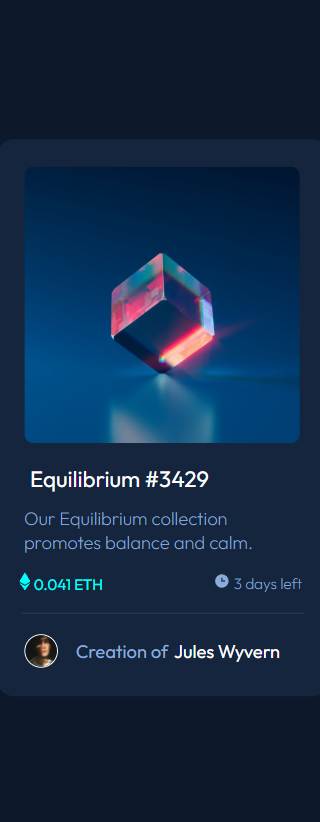 Equilibrium #3429
Our Equilibrium collection
promotes balance and calm.
0.041 ETH
3 days left
Creation of Jules Wyvern